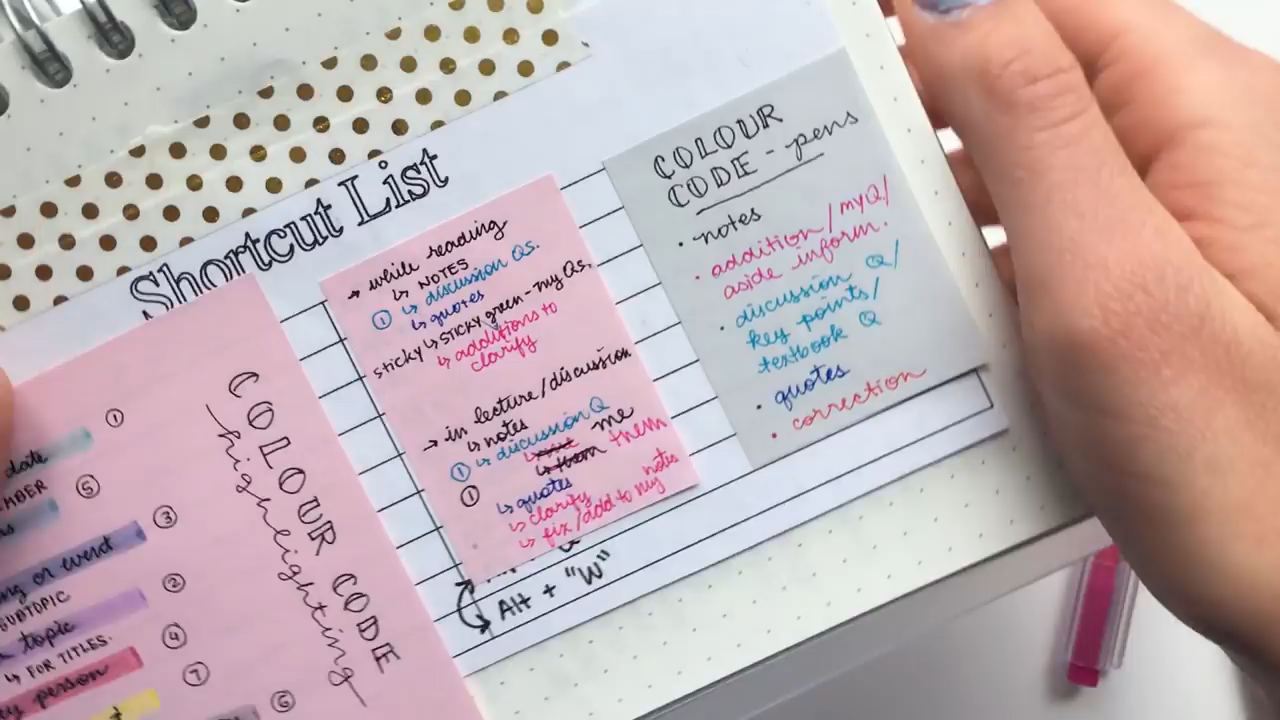 Shortcut List
→ while reading
↳ NOTES
① ↳ discussion Qs.
↳ quotes
sticky ↳ STICKY green - my Qs.
↳ additions to
clarify
→ in lecture/discussion
↳ notes
① ↳ discussion Q
me
① ↳ them them
↳ quotes
↳ clarify notes
↳ fix/add to my
Alt + "W"
COLOUR
CODE - pens
• notes
• addition/myQ/
aside inform.
• discussion Q/
key points/
textbook Q
• quotes
• correction
COLOUR CODE
highlighting
date ①
⑤
or event ③
SUBTOPIC
topic ②
↳ FOR TITLES.
person ④
⑦
⑥